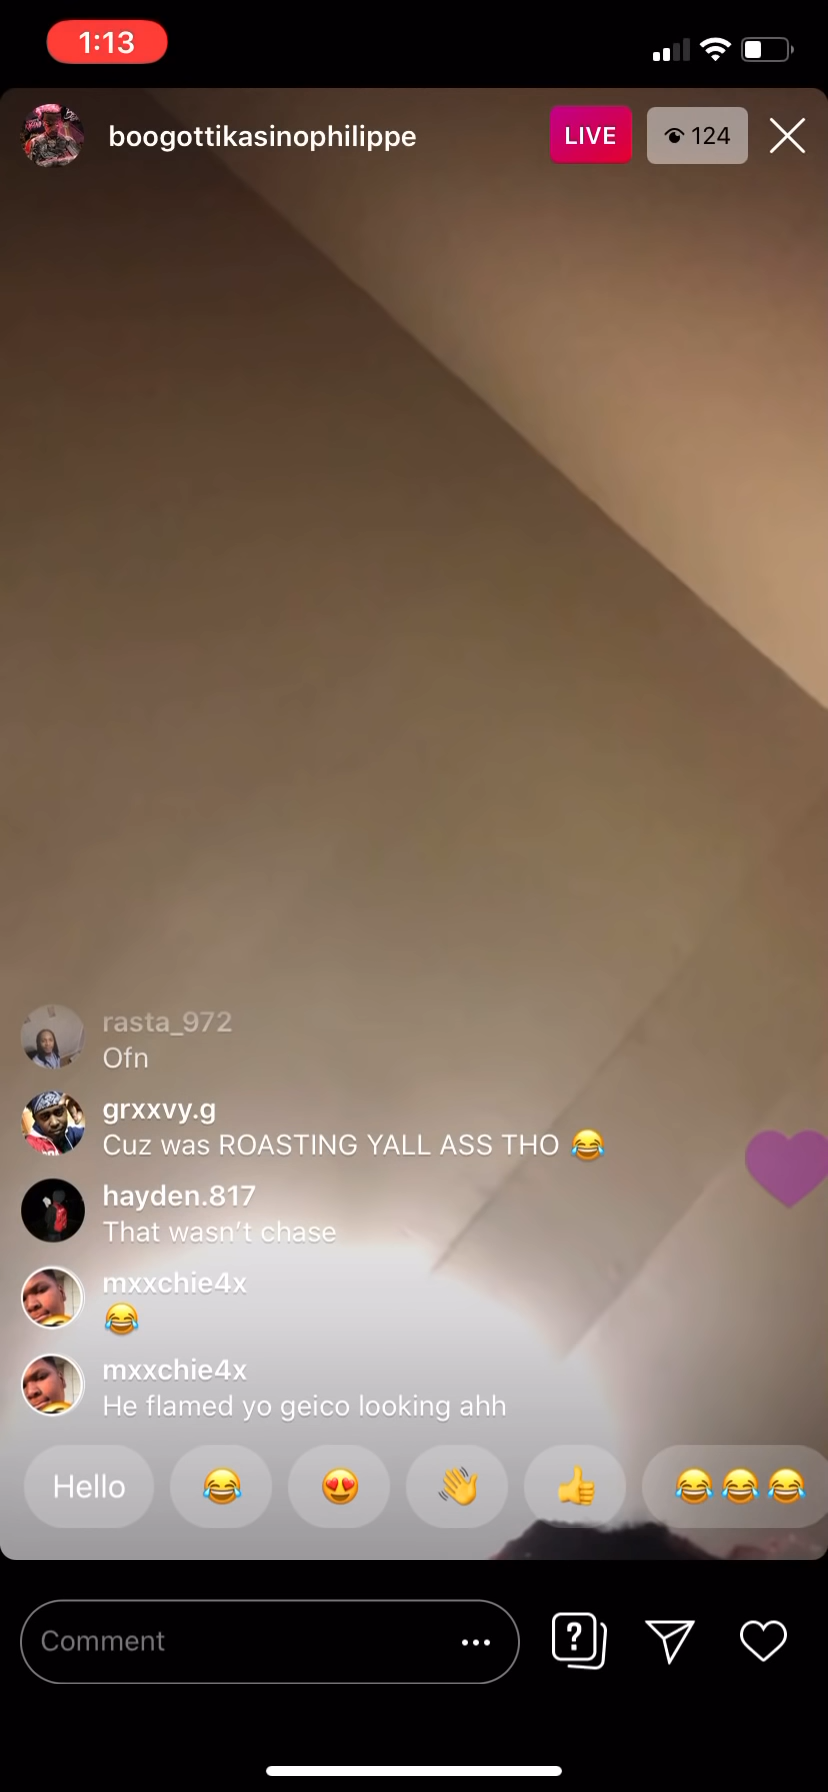 1:13
boogottikasinophilippe LIVE 124
rasta_972
Ofn
grxxvy.g
Cuz was ROASTING YALL ASS THO 😂
hayden.817
That wasn't chase
mxxchie4x
😂
mxxchie4x
He flamed yo geico looking ahh
Hello 😂 😍 👋 👍 😂😂😂
Comment